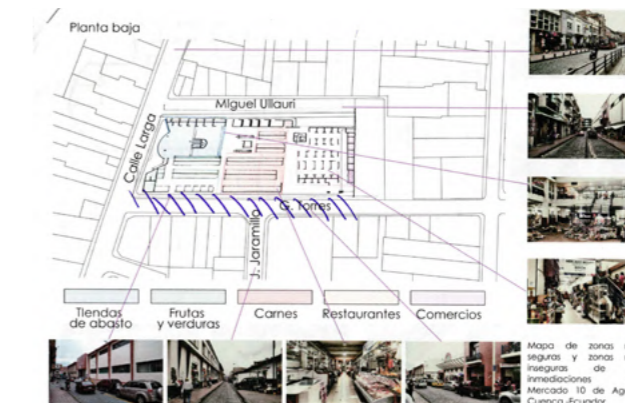 Planta baja
Miguel Ullauri
Calle Larga
G. Torres
J. Jaramillo
Tiendas de abasto
Frutas y verduras
Carnes
Restaurantes
Comercios
Mapa de zonas
seguras y zonas
inseguras de
inmediaciones
Mercado 10 de
Cuenca -Ecuador